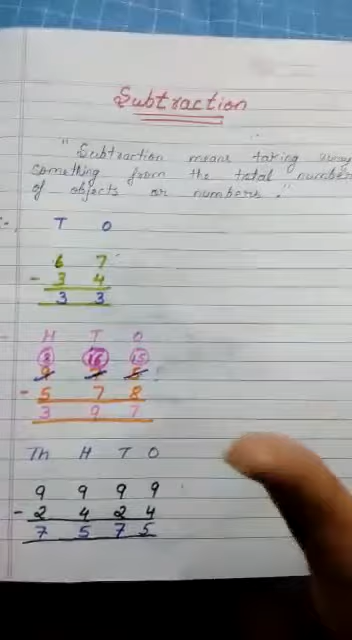 Subtraction
"Subtraction means taking away
something from the total number
of objects or numbers."
T O
6 7
- 3 4
3 3
H T O
8 16 15
9 7 5
- 5 7 8
3 9 7
Th H T O
9 9 9 9
- 2 4 2 4
7 5 7 5